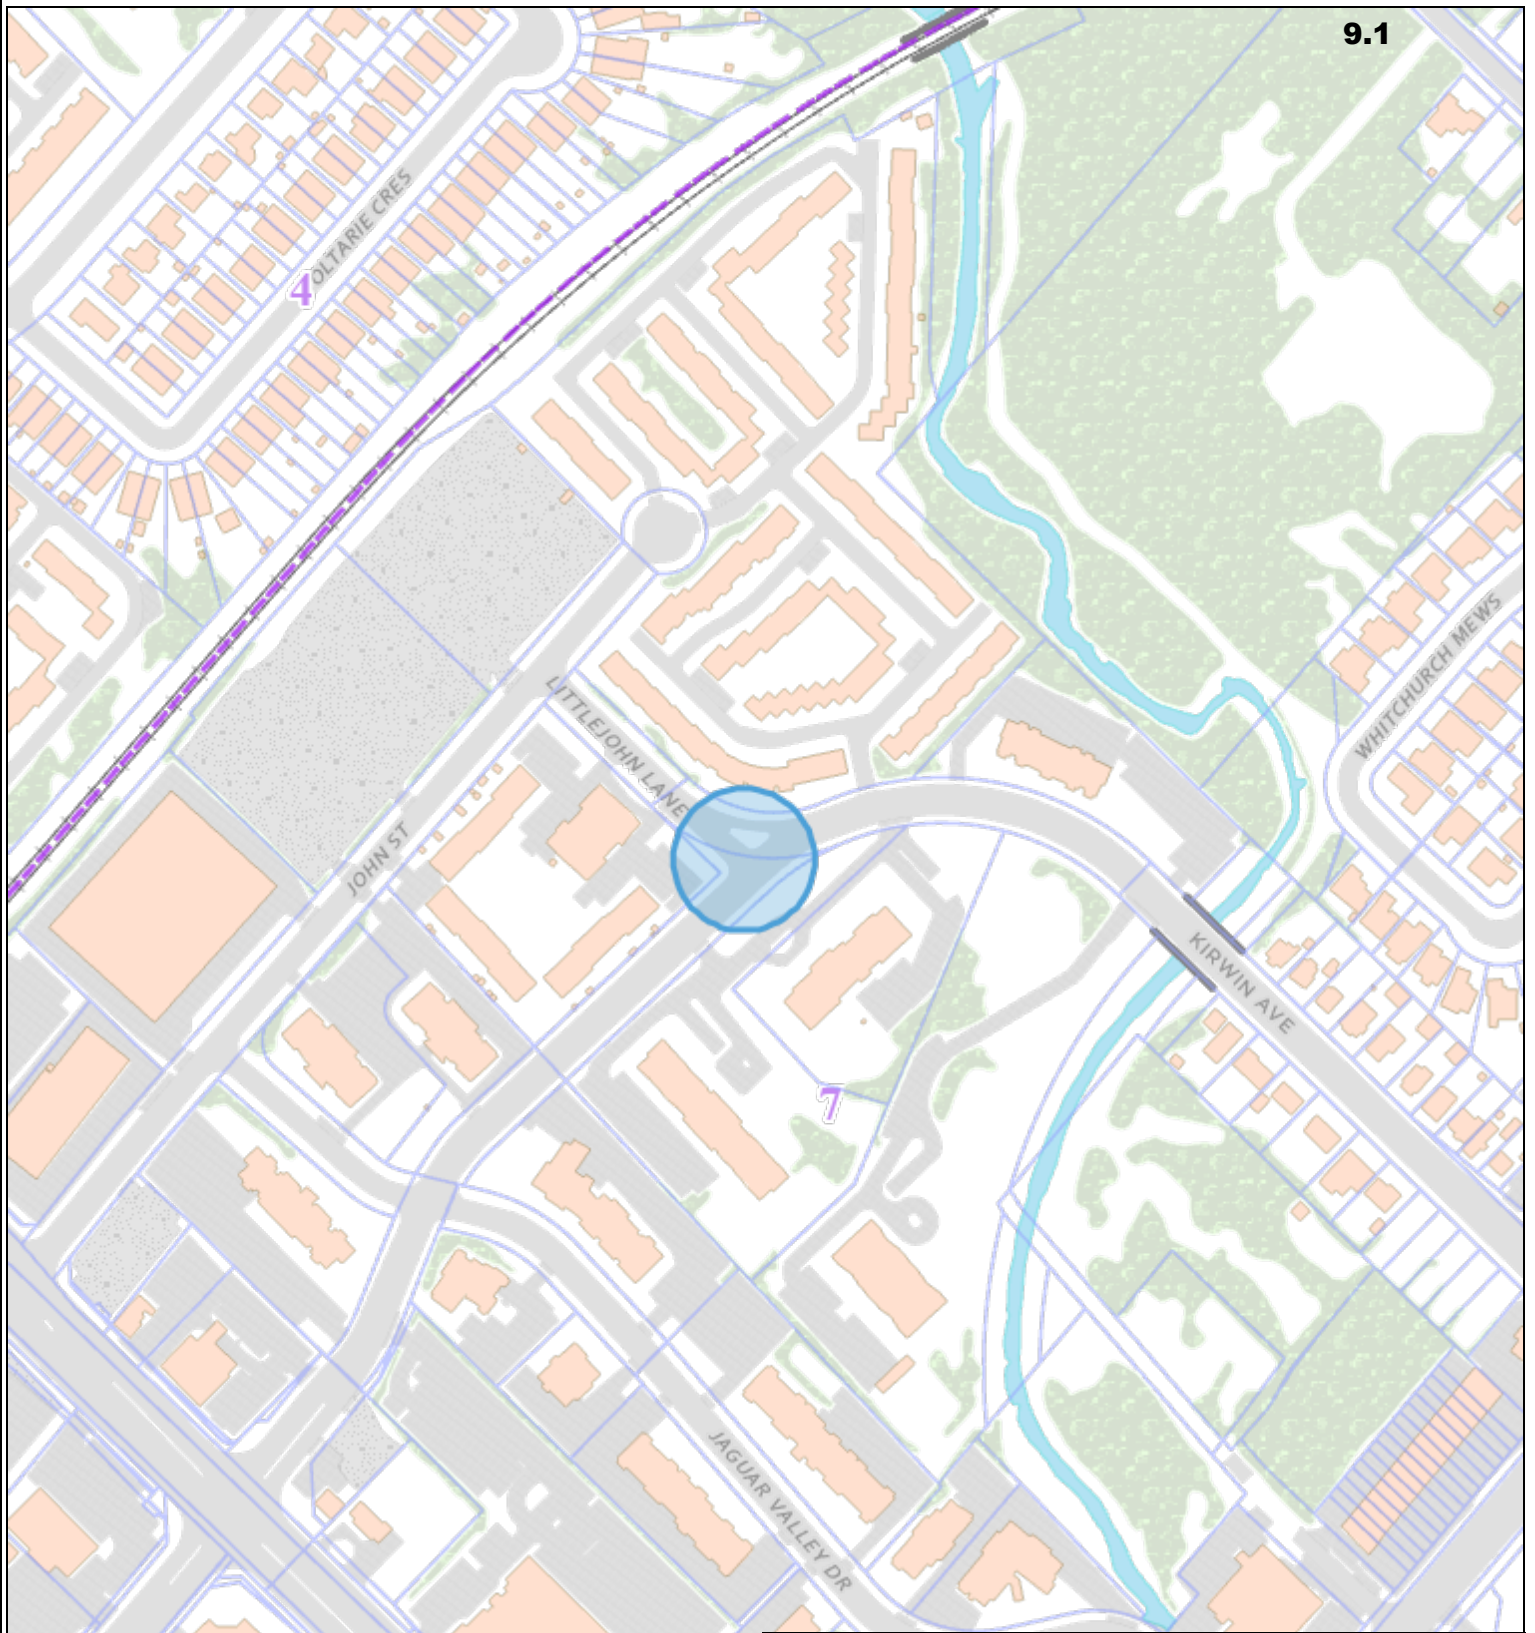 9.1
OLTARIE CRES
4
WHITCHURCH MEWS
LITTLEJOHN LANE
JOHN ST
KIRWIN AVE
7
JAGUAR VALLEY DR